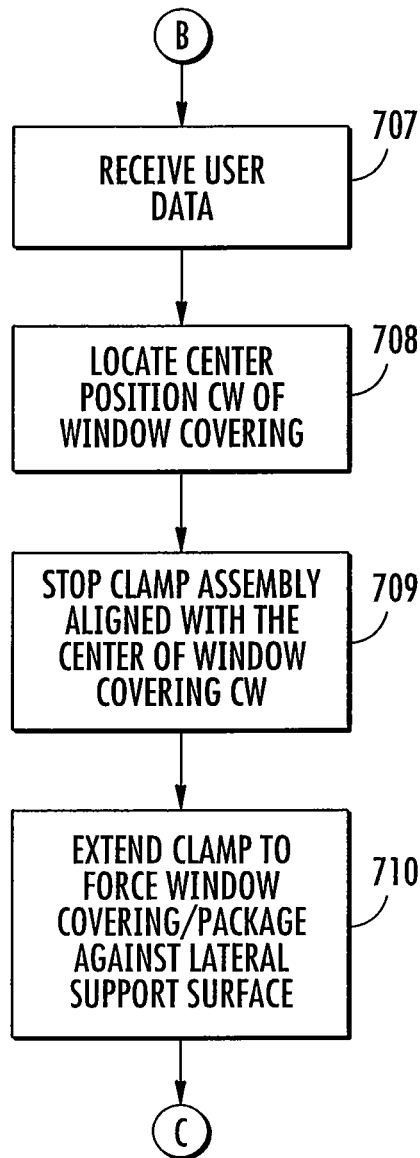 B
707
RECEIVE USER
DATA
708
LOCATE CENTER
POSITION CW OF
WINDOW COVERING
709
STOP CLAMP ASSEMBLY
ALIGNED WITH THE
CENTER OF WINDOW
COVERING CW
710
EXTEND CLAMP TO
FORCE WINDOW
COVERING/PACKAGE
AGAINST LATERAL
SUPPORT SURFACE
C